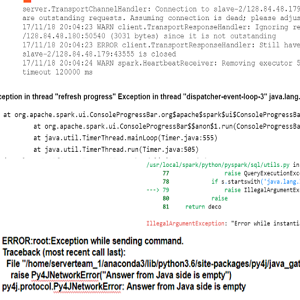 server.TransportChannelHandler: Connection to slave-2/128.84.48.179
are outstanding requests. Assuming connection is dead; please adjus
17/11/18 20:04:23 WARN client.TransportResponseHandler: Ignoring re
/128.84.48.180:50540 (3031 bytes) since it is not outstanding
17/11/18 20:04:23 ERROR client.TransportResponseHandler: Still have
slave-2/128.84.48.179:43555 is closed
17/11/18 20:04:24 WARN spark.HeartbeatReceiver: Removing executor 5
timeout 120000 ms
ception in thread "refresh progress" Exception in thread "dispatcher-event-loop-3" java.lang.
at org.apache.spark.ui.ConsoleProgressBar.org$apache$spark$ui$ConsoleProgressB
at org.apache.spark.ui.ConsoleProgressBar$$anon$1.run(ConsoleProgressB
at java.util.TimerThread.mainLoop(Timer.java:555)
at java.util.TimerThread.run(Timer.java:505)
/usr/local/spark/python/pyspark/sql/utils.py in
77 raise QueryExecutionExc
78 if s.startswith('java.lang.
---> 79 raise IllegalArgumentEx
80 raise
81 return deco
IllegalArgumentException: "Error while instanti
ERROR:root:Exception while sending command.
Traceback (most recent call last):
File "/home/serverteam_1/anaconda3/lib/python3.6/site-packages/py4j/java_gat
raise Py4JNetworkError("Answer from Java side is empty")
py4j.protocol.Py4JNetworkError: Answer from Java side is empty